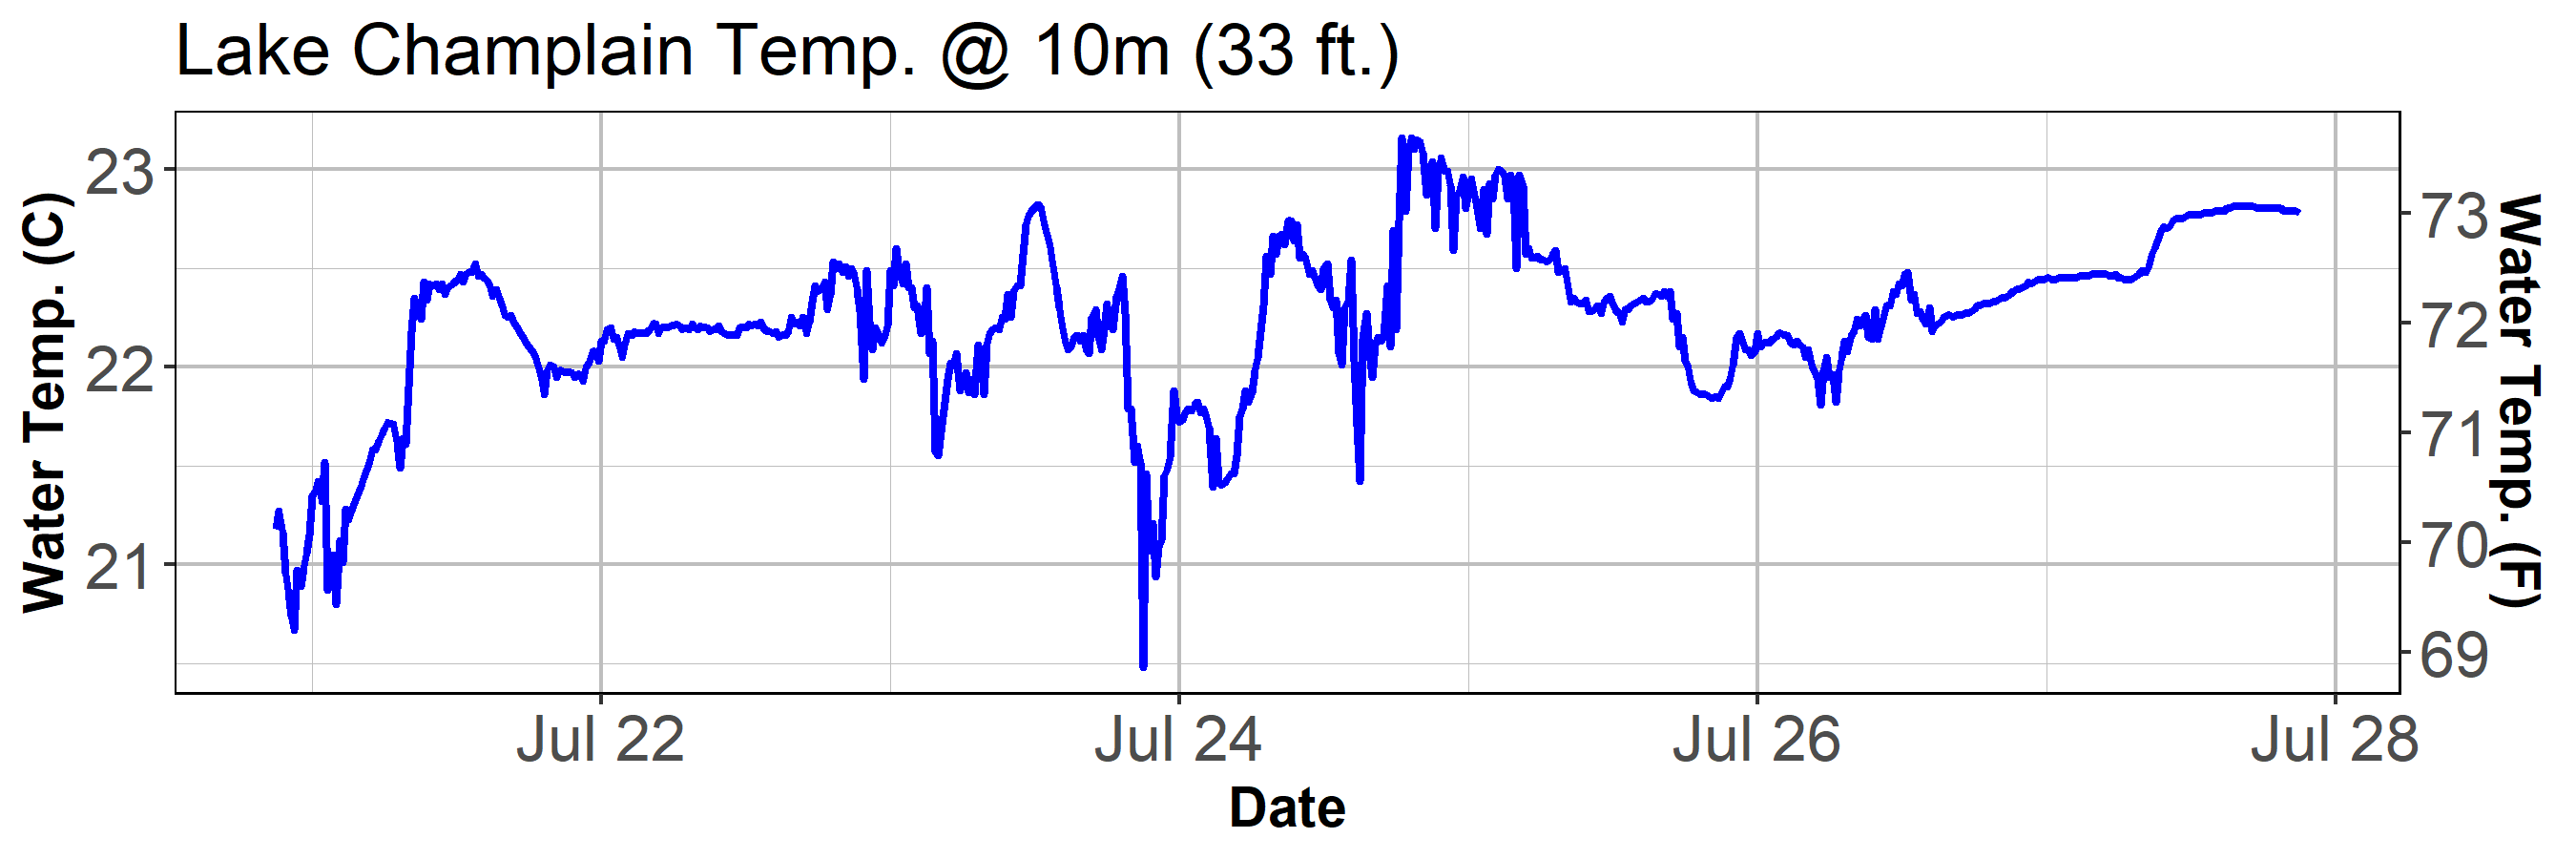 Lake Champlain Temp. @ 10m (33 ft.)
Water Temp. (C)
23
22
21
73
72
71
70
69
Water Temp. (F)
Jul 22 Jul 24 Jul 26 Jul 28
Date